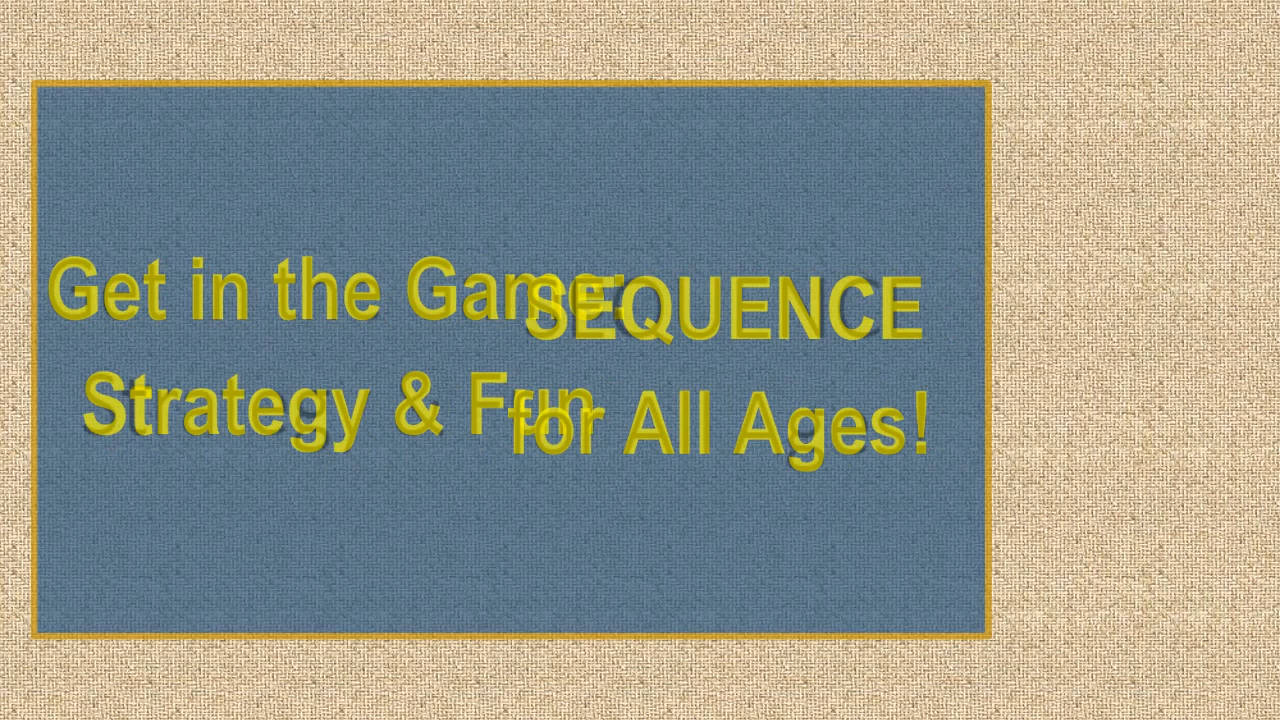 Get in the Game:
Strategy & Fun
SEQUENCE
for All Ages!